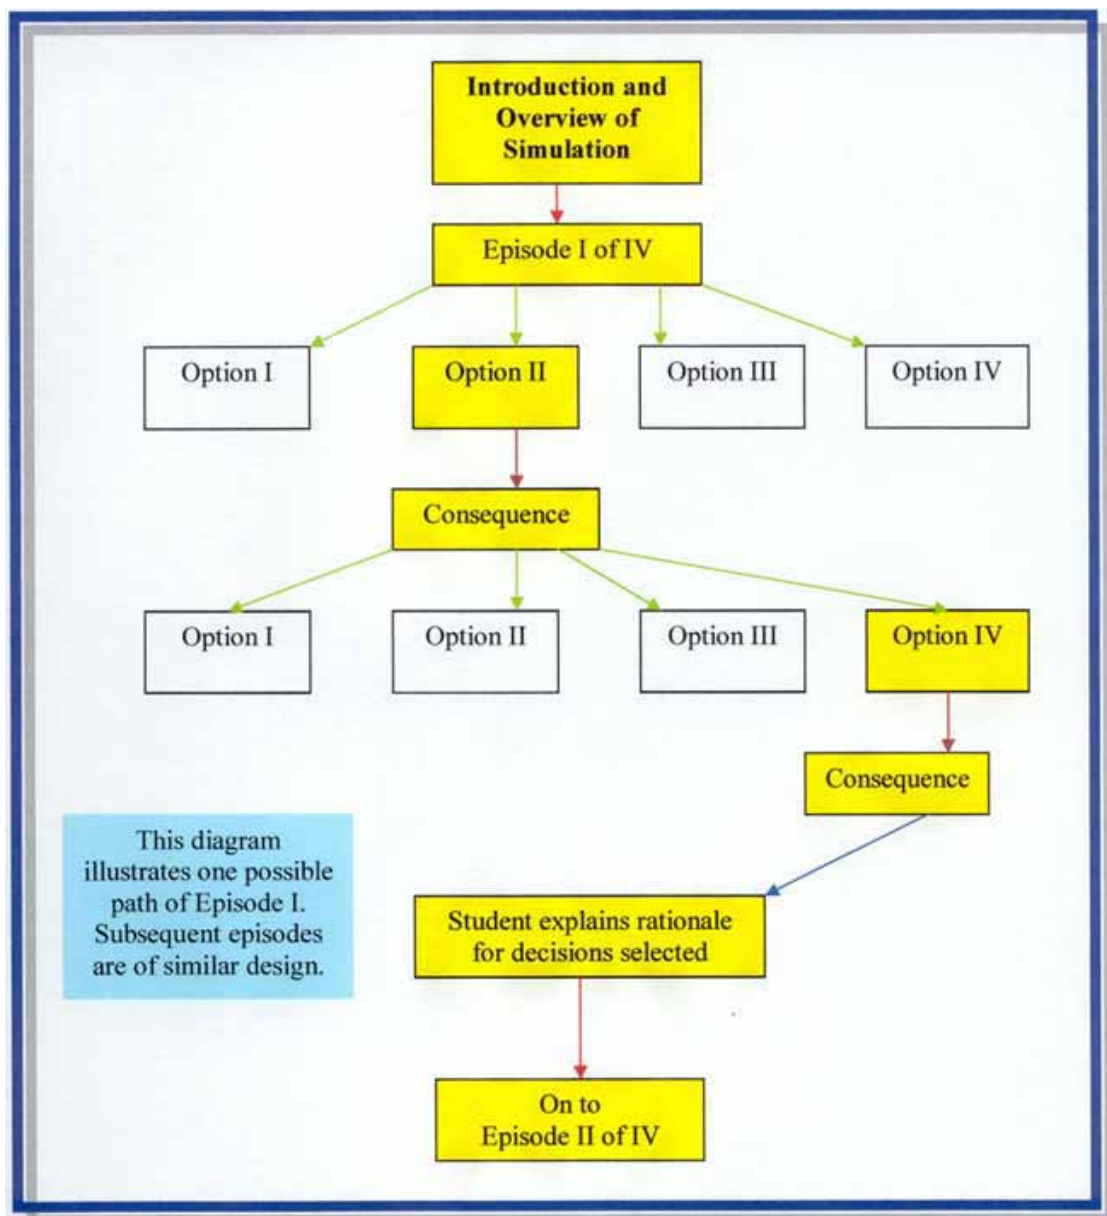 Introduction and
Overview of
Simulation
Episode I of IV
Option I
Option II
Option III
Option IV
Consequence
Option I
Option II
Option III
Option IV
Consequence
This diagram
illustrates one possible
path of Episode I.
Subsequent episodes
are of similar design.
Student explains rationale
for decisions selected
On to
Episode II of IV